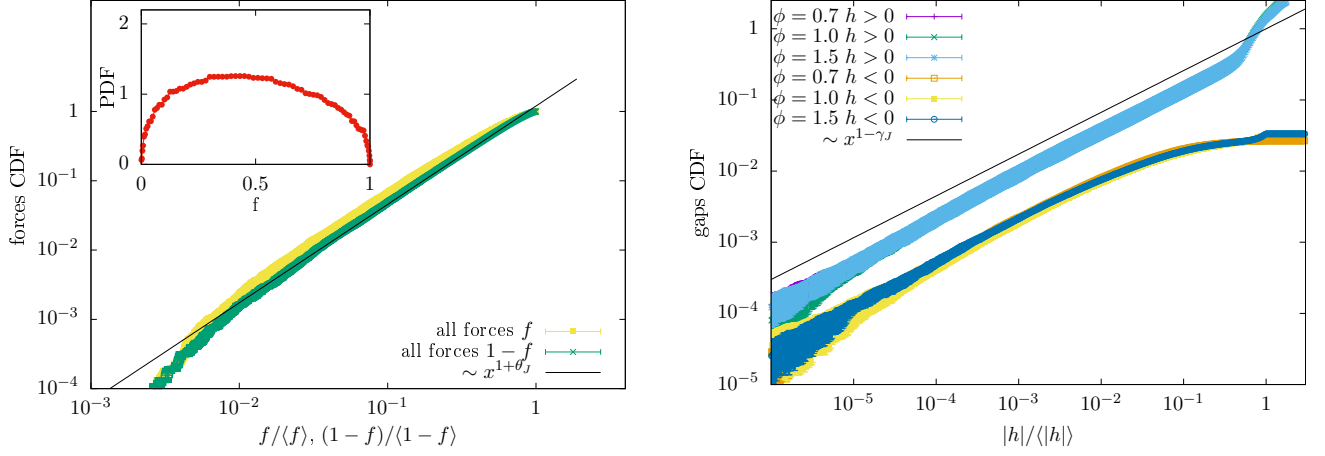 forces CDF
1
10⁻¹
10⁻²
10⁻³
10⁻⁴
10⁻³
10⁻²
10⁻¹
1
f/⟨f⟩, (1 − f)/⟨1 − f⟩
PDF
2
1
0
0
0.5
1
f
all forces f
all forces 1 − f
∼ x^{1+θ_J}
gaps CDF
1
10⁻¹
10⁻²
10⁻³
10⁻⁴
10⁻⁵
10⁻⁵
10⁻⁴
10⁻³
10⁻²
10⁻¹
1
|h|/⟨|h|⟩
ϕ = 0.7 h > 0
ϕ = 1.0 h > 0
ϕ = 1.5 h > 0
ϕ = 0.7 h < 0
ϕ = 1.0 h < 0
ϕ = 1.5 h < 0
∼ x^{1−γ_J}